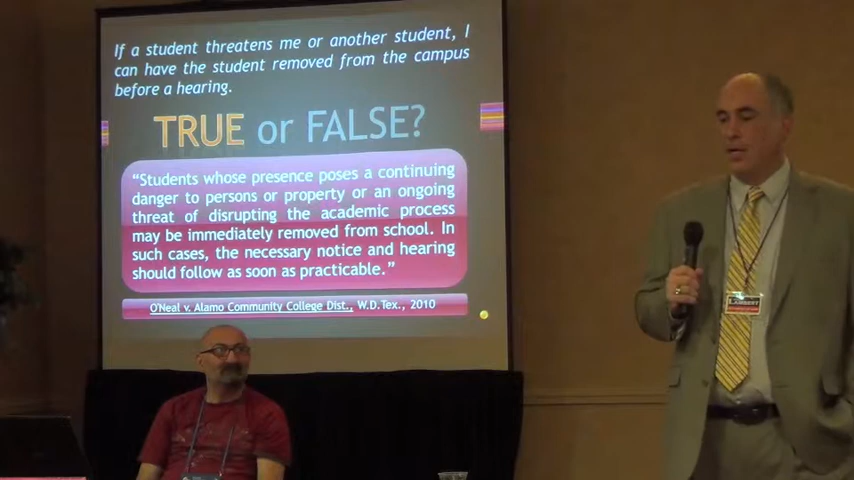 If a student threatens me or another student, I
can have the student removed from the campus
before a hearing.
TRUE or FALSE?
"Students whose presence poses a continuing
danger to persons or property or an ongoing
threat of disrupting the academic process
may be immediately removed from school. In
such cases, the necessary notice and hearing
should follow as soon as practicable."
O'Neal v. Alamo Community College Dist., W.D.Tex., 2010
LAMBERT